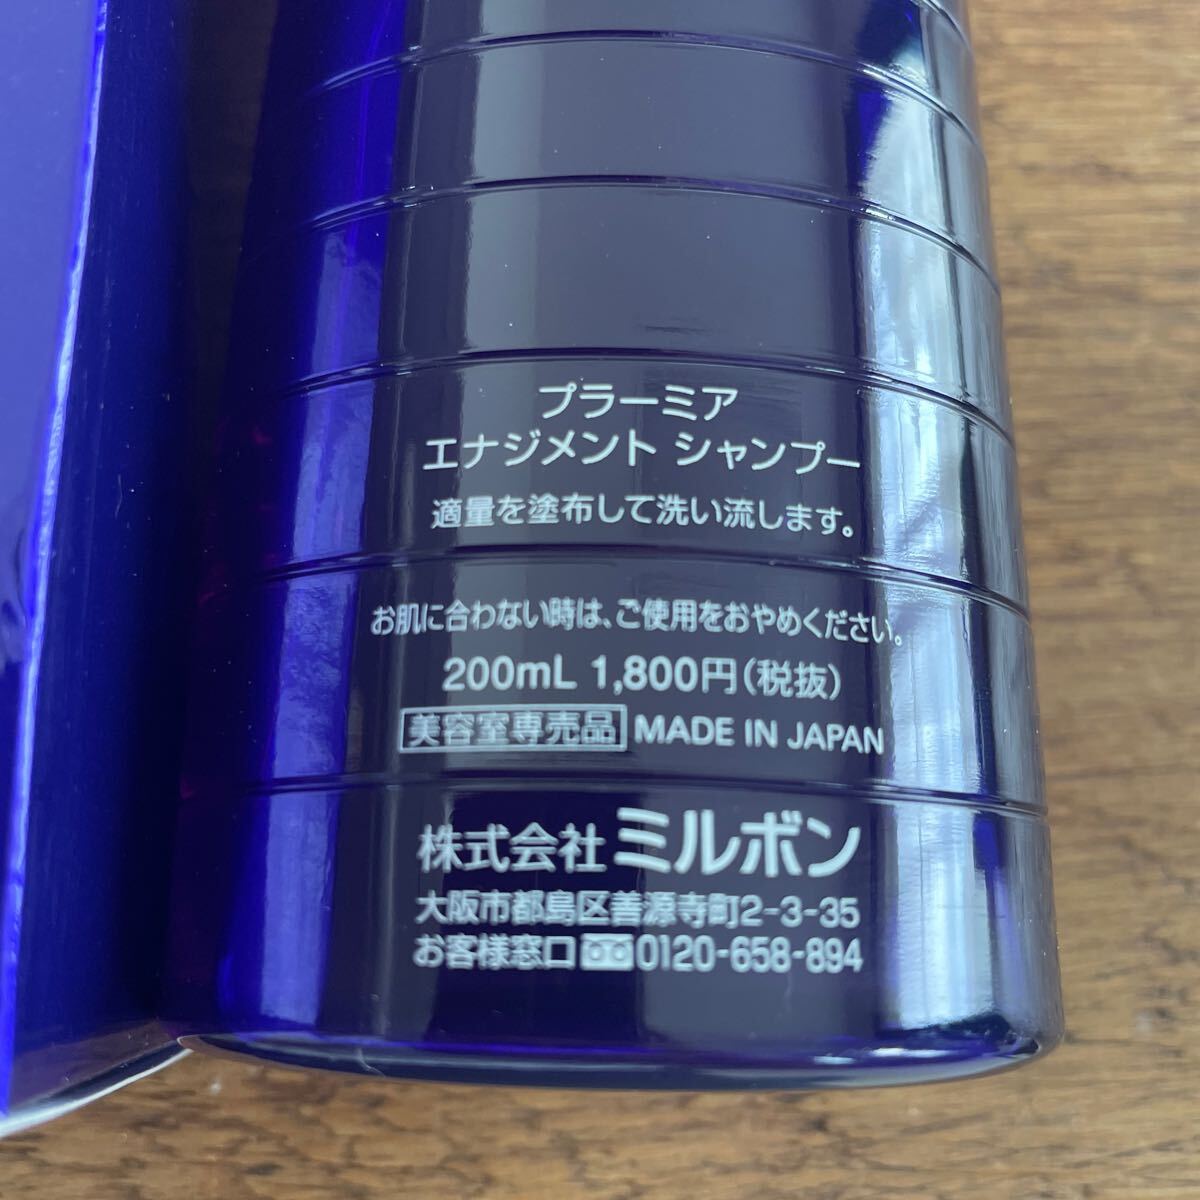 プラーミア
エナジメント シャンプー
適量を塗布して洗い流します。
お肌に合わない時は、ご使用をおやめください。
200mL 1,800円(税抜)
美容室専売品 MADE IN JAPAN
株式会社 ミルボン
大阪市都島区善源寺町2-3-35
お客様窓口 0120-658-894